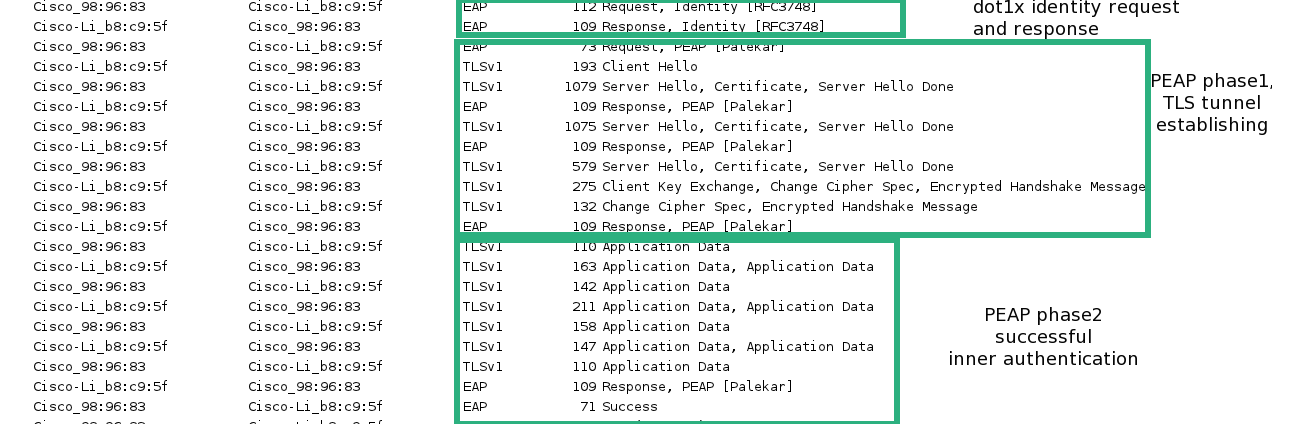 Cisco_98:96:83 Cisco-Li_b8:c9:5f EAP 112 Request, Identity [RFC3748]
Cisco-Li_b8:c9:5f Cisco_98:96:83 EAP 109 Response, Identity [RFC3748]
dot1x identity request
and response
Cisco_98:96:83 Cisco-Li_b8:c9:5f EAP 73 Request, PEAP [Palekar]
Cisco-Li_b8:c9:5f Cisco_98:96:83 TLSv1 193 Client Hello
Cisco_98:96:83 Cisco-Li_b8:c9:5f TLSv1 1079 Server Hello, Certificate, Server Hello Done
Cisco-Li_b8:c9:5f Cisco_98:96:83 EAP 109 Response, PEAP [Palekar]
Cisco_98:96:83 Cisco-Li_b8:c9:5f TLSv1 1075 Server Hello, Certificate, Server Hello Done
Cisco-Li_b8:c9:5f Cisco_98:96:83 EAP 109 Response, PEAP [Palekar]
Cisco_98:96:83 Cisco-Li_b8:c9:5f TLSv1 579 Server Hello, Certificate, Server Hello Done
Cisco-Li_b8:c9:5f Cisco_98:96:83 TLSv1 275 Client Key Exchange, Change Cipher Spec, Encrypted Handshake Message
Cisco_98:96:83 Cisco-Li_b8:c9:5f TLSv1 132 Change Cipher Spec, Encrypted Handshake Message
Cisco-Li_b8:c9:5f Cisco_98:96:83 EAP 109 Response, PEAP [Palekar]
PEAP phase1,
TLS tunnel
establishing
Cisco_98:96:83 Cisco-Li_b8:c9:5f TLSv1 110 Application Data
Cisco-Li_b8:c9:5f Cisco_98:96:83 TLSv1 163 Application Data, Application Data
Cisco_98:96:83 Cisco-Li_b8:c9:5f TLSv1 142 Application Data
Cisco-Li_b8:c9:5f Cisco_98:96:83 TLSv1 211 Application Data, Application Data
Cisco_98:96:83 Cisco-Li_b8:c9:5f TLSv1 158 Application Data
Cisco-Li_b8:c9:5f Cisco_98:96:83 TLSv1 147 Application Data, Application Data
Cisco_98:96:83 Cisco-Li_b8:c9:5f TLSv1 110 Application Data
Cisco-Li_b8:c9:5f Cisco_98:96:83 EAP 109 Response, PEAP [Palekar]
Cisco_98:96:83 Cisco-Li_b8:c9:5f EAP 71 Success
PEAP phase2
successful
inner authentication